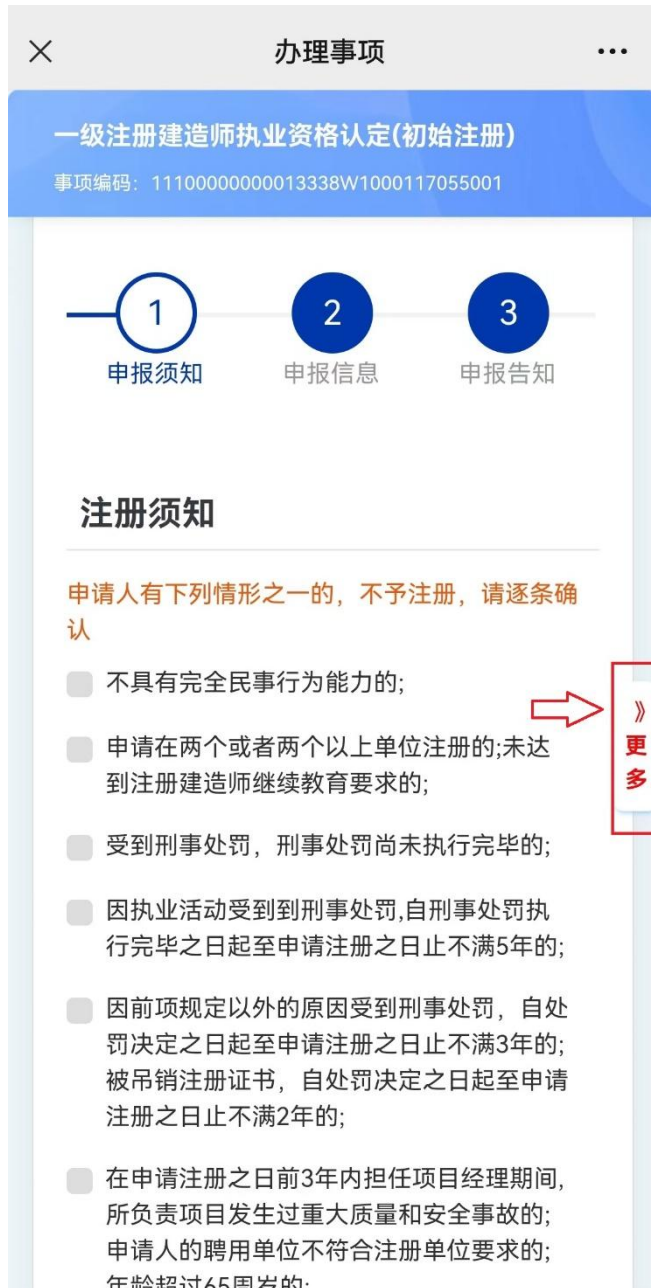 办理事项
一级注册建造师执业资格认定(初始注册)
事项编码：11100000000013338W1000117055001
1
2
3
申报须知
申报信息
申报告知
注册须知
申请人有下列情形之一的，不予注册，请逐条确
认
不具有完全民事行为能力的;
申请在两个或者两个以上单位注册的;未达
到注册建造师继续教育要求的;
受到刑事处罚，刑事处罚尚未执行完毕的;
因执业活动受到到刑事处罚,自刑事处罚执
行完毕之日起至申请注册之日止不满5年的;
因前项规定以外的原因受到刑事处罚，自处
罚决定之日起至申请注册之日止不满3年的;
被吊销注册证书，自处罚决定之日起至申请
注册之日止不满2年的;
在申请注册之日前3年内担任项目经理期间,
所负责项目发生过重大质量和安全事故的;
申请人的聘用单位不符合注册单位要求的;
年龄超过65周岁的;
》
更
多